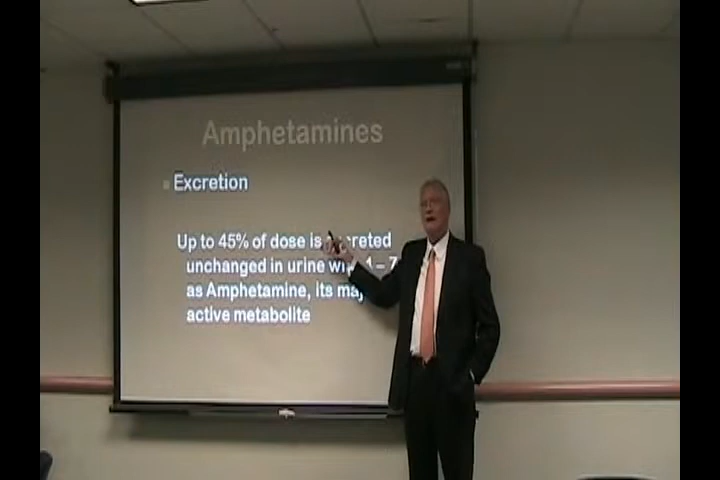 Amphetamines
Excretion
Up to 45% of dose is
unchanged in urine
as Amphetamine, its
active metabolite